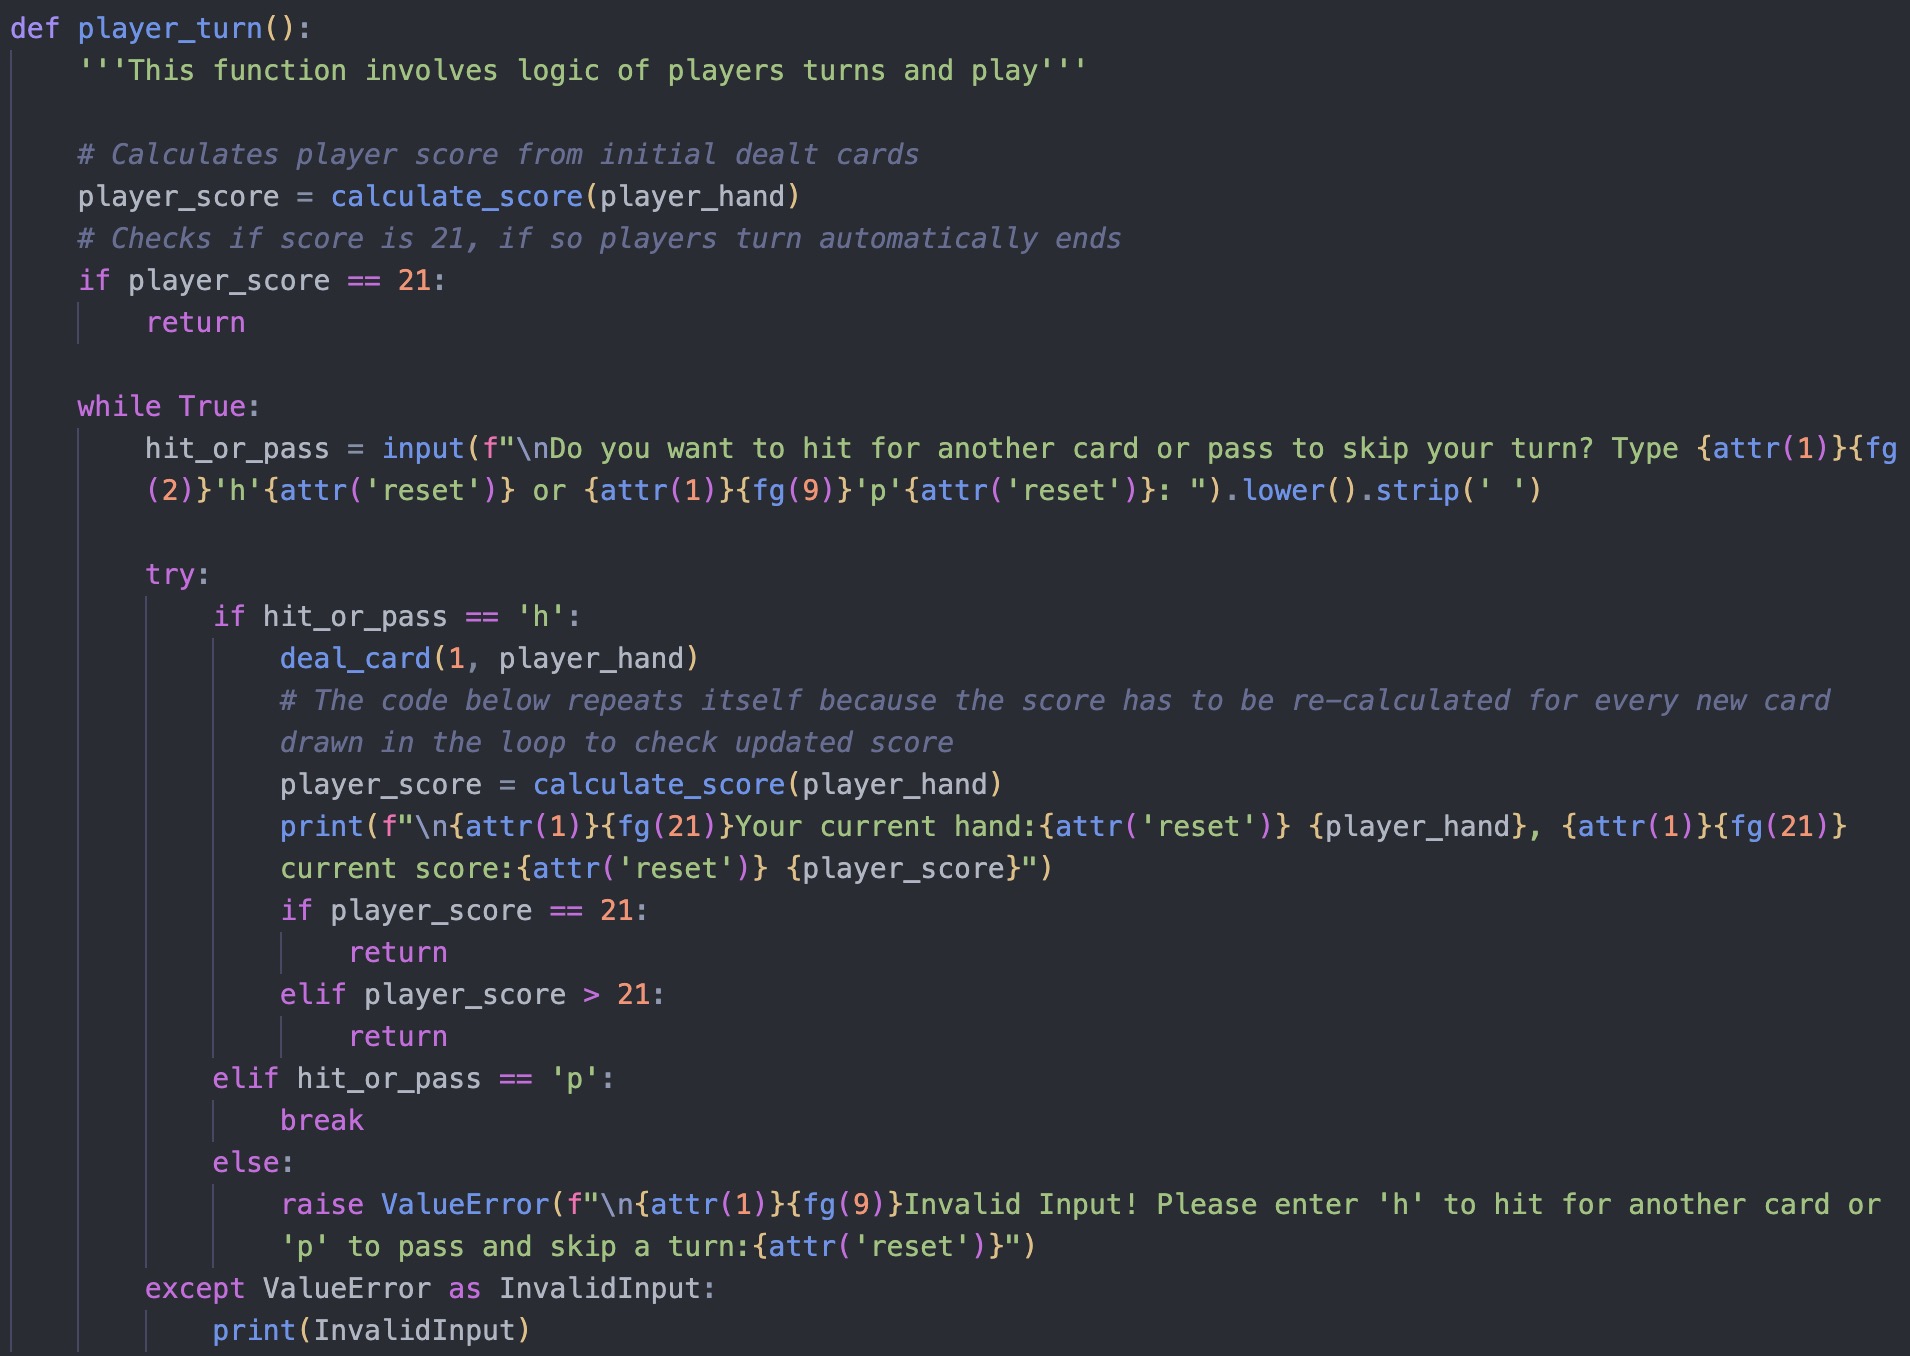 def player_turn():
    '''This function involves logic of players turns and play'''

    # Calculates player score from initial dealt cards
    player_score = calculate_score(player_hand)
    # Checks if score is 21, if so players turn automatically ends
    if player_score == 21:
        return

    while True:
        hit_or_pass = input(f"\nDo you want to hit for another card or pass to skip your turn? Type {attr(1)}{fg
        (2)}'h'{attr('reset')} or {attr(1)}{fg(9)}'p'{attr('reset')}: ").lower().strip(' ')

        try:
            if hit_or_pass == 'h':
                deal_card(1, player_hand)
                # The code below repeats itself because the score has to be re-calculated for every new card
                drawn in the loop to check updated score
                player_score = calculate_score(player_hand)
                print(f"\n{attr(1)}{fg(21)}Your current hand:{attr('reset')} {player_hand}, {attr(1)}{fg(21)}
                current score:{attr('reset')} {player_score}")
                if player_score == 21:
                    return
                elif player_score > 21:
                    return
            elif hit_or_pass == 'p':
                break
            else:
                raise ValueError(f"\n{attr(1)}{fg(9)}Invalid Input! Please enter 'h' to hit for another card or
                'p' to pass and skip a turn:{attr('reset')}")
        except ValueError as InvalidInput:
            print(InvalidInput)